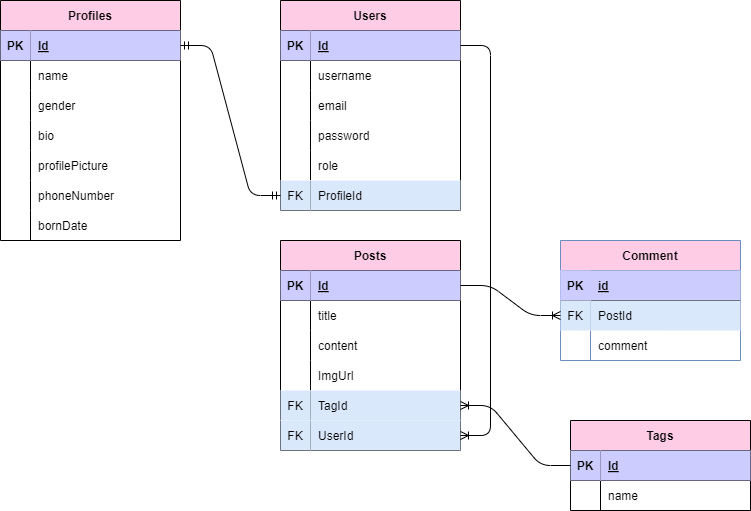 Profiles
PK Id
name
gender
bio
profilePicture
phoneNumber
bornDate
Users
PK Id
username
email
password
role
FK ProfileId
Posts
PK Id
title
content
ImgUrl
FK TagId
FK UserId
Comment
PK id
FK PostId
comment
Tags
PK Id
name